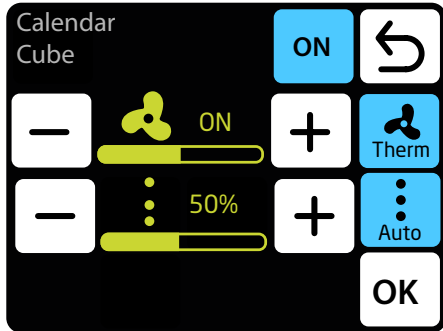 Calendar
Cube
ON
ON
Therm
50%
Auto
OK